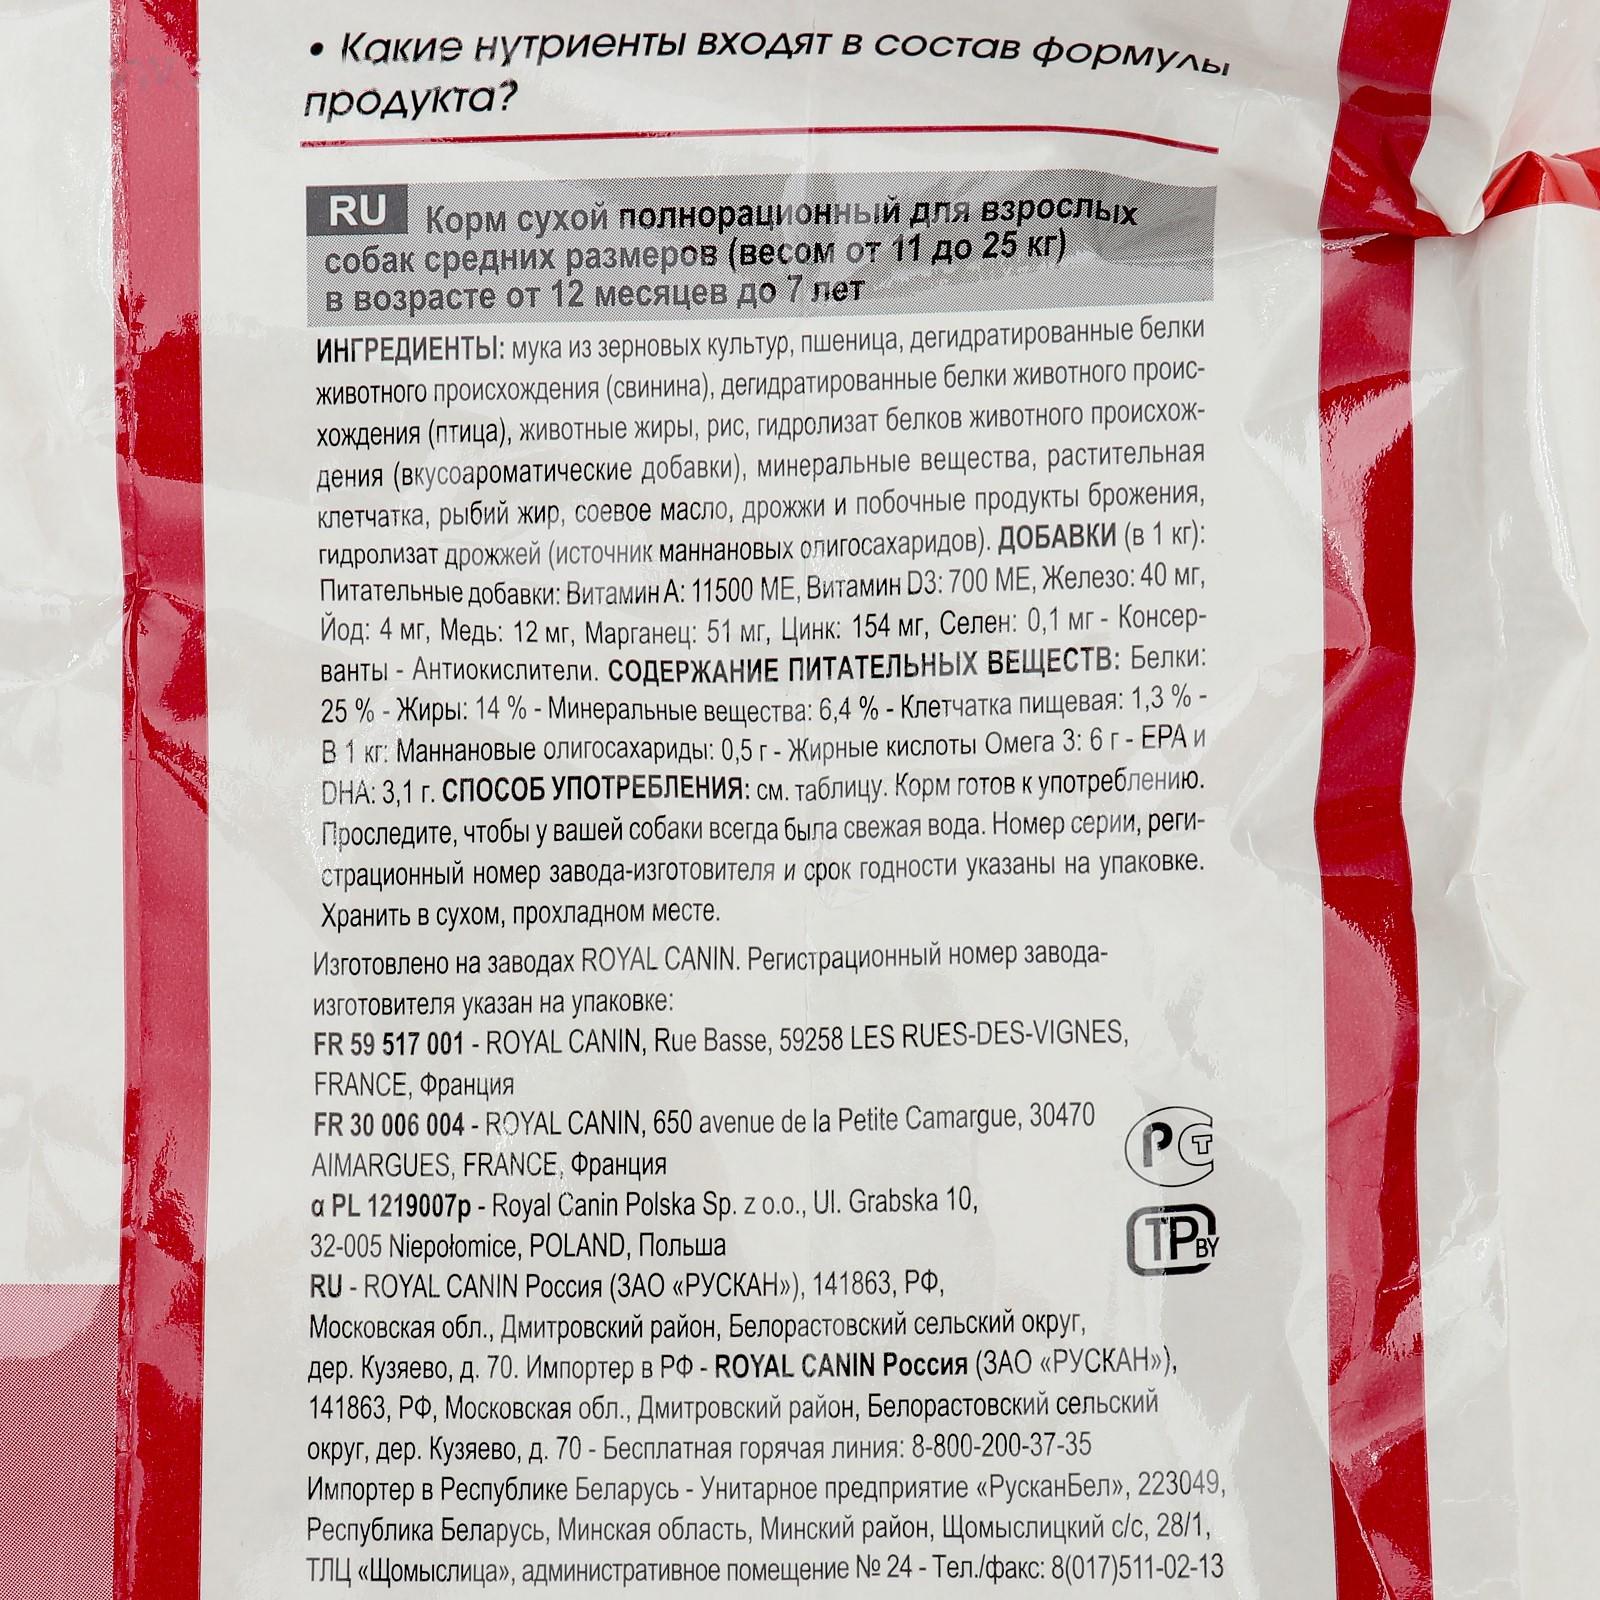 • Какие нутриенты входят в состав формулы
продукта?
RU Корм сухой полнорационный для взрослых
собак средних размеров (весом от 11 до 25 кг)
в возрасте от 12 месяцев до 7 лет
ИНГРЕДИЕНТЫ: мука из зерновых культур, пшеница, дегидратированные белки
животного происхождения (свинина), дегидратированные белки животного проис-
хождения (птица), животные жиры, рис, гидролизат белков животного происхож-
дения (вкусоароматические добавки), минеральные вещества, растительная
клетчатка, рыбий жир, соевое масло, дрожжи и побочные продукты брожения,
гидролизат дрожжей (источник маннановых олигосахаридов). ДОБАВКИ (в 1 кг):
Питательные добавки: Витамин А: 11500 МЕ, Витамин D3: 700 МЕ, Железо: 40 мг,
Йод: 4 мг, Медь: 12 мг, Марганец: 51 мг, Цинк: 154 мг, Селен: 0,1 мг - Консер-
ванты - Антиокислители. СОДЕРЖАНИЕ ПИТАТЕЛЬНЫХ ВЕЩЕСТВ: Белки:
25 % - Жиры: 14 % - Минеральные вещества: 6,4 % - Клетчатка пищевая: 1,3 % -
В 1 кг: Маннановые олигосахариды: 0,5 г - Жирные кислоты Омега 3: 6 г - EPA и
DHA: 3,1 г. СПОСОБ УПОТРЕБЛЕНИЯ: см. таблицу. Корм готов к употреблению.
Проследите, чтобы у вашей собаки всегда была свежая вода. Номер серии, реги-
страционный номер завода-изготовителя и срок годности указаны на упаковке.
Хранить в сухом, прохладном месте.
Изготовлено на заводах ROYAL CANIN. Регистрационный номер завода-
изготовителя указан на упаковке:
FR 59 517 001 - ROYAL CANIN, Rue Basse, 59258 LES RUES-DES-VIGNES,
FRANCE, Франция
FR 30 006 004 - ROYAL CANIN, 650 avenue de la Petite Camargue, 30470
AIMARGUES, FRANCE, Франция
α PL 1219007p - Royal Canin Polska Sp. z o.o., Ul. Grabska 10,
32-005 Niepołomice, POLAND, Польша
RU - ROYAL CANIN Россия (ЗАО «РУСКАН»), 141863, РФ,
Московская обл., Дмитровский район, Белорастовский сельский округ,
дер. Кузяево, д. 70. Импортер в РФ - ROYAL CANIN Россия (ЗАО «РУСКАН»),
141863, РФ, Московская обл., Дмитровский район, Белорастовский сельский
округ, дер. Кузяево, д. 70 - Бесплатная горячая линия: 8-800-200-37-35
Импортер в Республике Беларусь - Унитарное предприятие «РусканБел», 223049,
Республика Беларусь, Минская область, Минский район, Щомыслицкий с/с, 28/1,
ТЛЦ «Щомыслица», административное помещение № 24 - Тел./факс: 8(017)511-02-13
РСТ
ТР BY